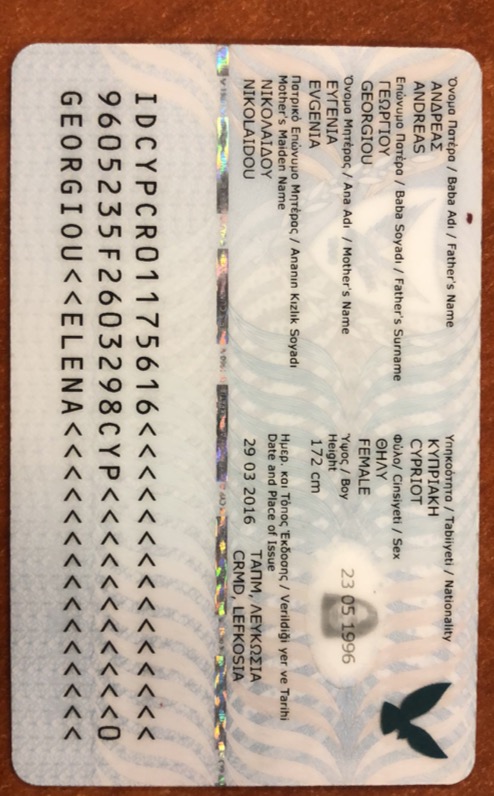 Όνομα Πατέρα / Baba Adı / Father's Name
ΑΝΔΡΕΑΣ
ANDREAS
Επώνυμο Πατέρα / Baba Soyadı / Father's Surname
ΓΕΩΡΓΙΟΥ
GEORGIOU
Όνομα Μητέρας / Ana Adı / Mother's Name
ΕΥΓΕΝΙΑ
EVGENIA
Πατρικό Επώνυμο Μητέρας / Ananın Kızlık Soyadı
Mother's Maiden Name
ΝΙΚΟΛΑΙΔΟΥ
NIKOLAIDOU
Υπηκοότητα / Tabiiyeti / Nationality
ΚΥΠΡΙΑΚΗ
CYPRIOT
Φύλο/ Cinsiyeti / Sex
ΘΗΛΥ
FEMALE
Ύψος / Boy
Height
172 cm
23 05 1996
Ημερ. και Τόπος Έκδοσης / Verildiği yer ve Tarihi
Date and Place of Issue
29 03 2016
ΤΑΠΜ, ΛΕΥΚΩΣΙΑ
CRMD, LEFKOSIA
IDCYPCR01175616<<<<<<<<<<<<<<<
9605235F2603298CYP<<<<<<<<<<<0
GEORGIOU<<ELENA<<<<<<<<<<<<<<<